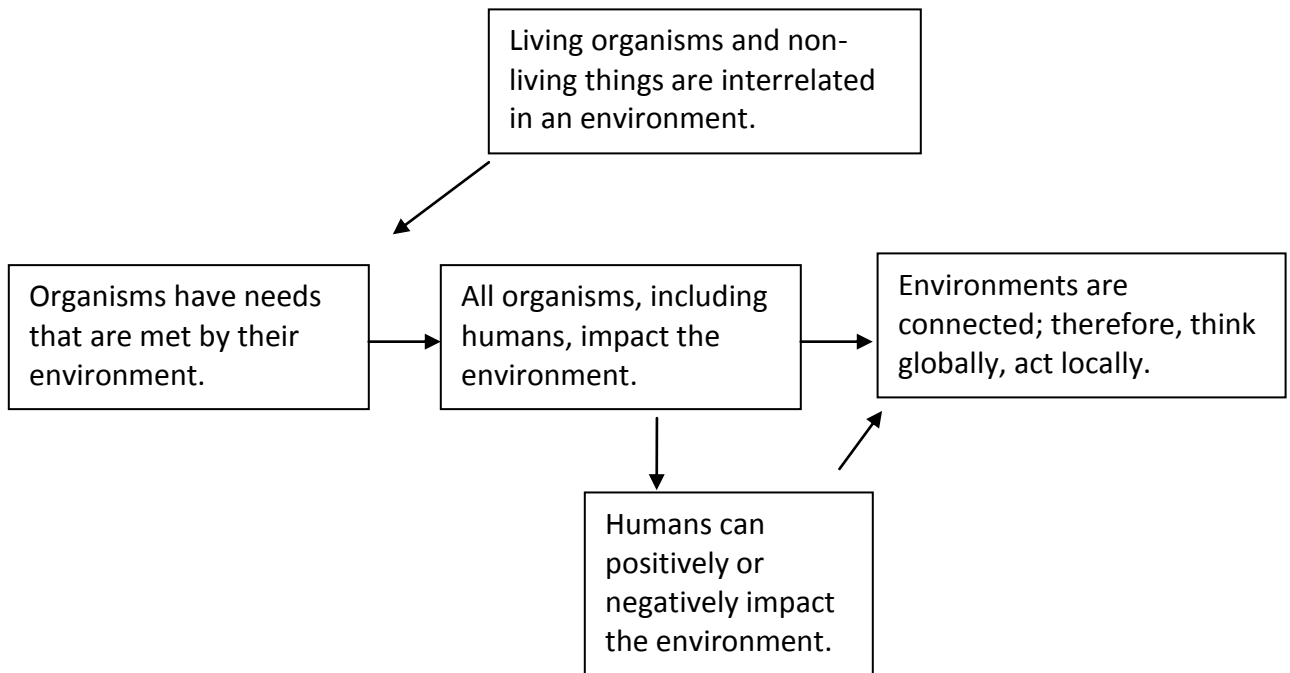 Living organisms and non-
living things are interrelated
in an environment.
Organisms have needs
that are met by their
environment.
All organisms, including
humans, impact the
environment.
Environments are
connected; therefore, think
globally, act locally.
Humans can
positively or
negatively impact
the environment.